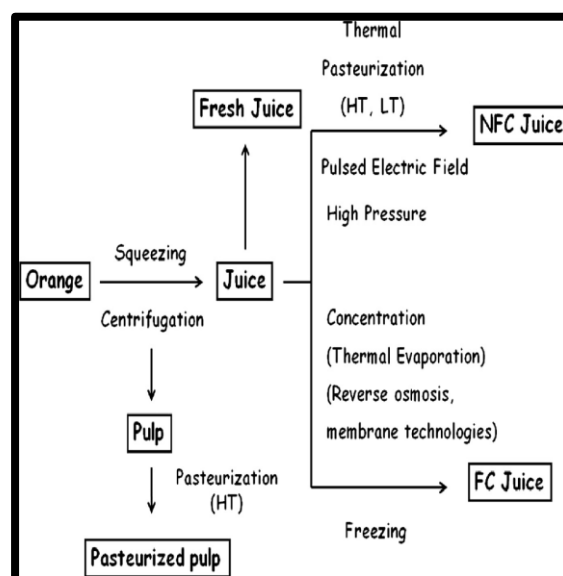 Thermal
Pasteurization
(HT, LT)
Fresh Juice
NFC Juice
Pulsed Electric Field
High Pressure
Squeezing
Orange
Juice
Centrifugation
Concentration
(Thermal Evaporation)
(Reverse osmosis,
membrane technologies)
Pulp
Pasteurization
(HT)
FC Juice
Freezing
Pasteurized pulp